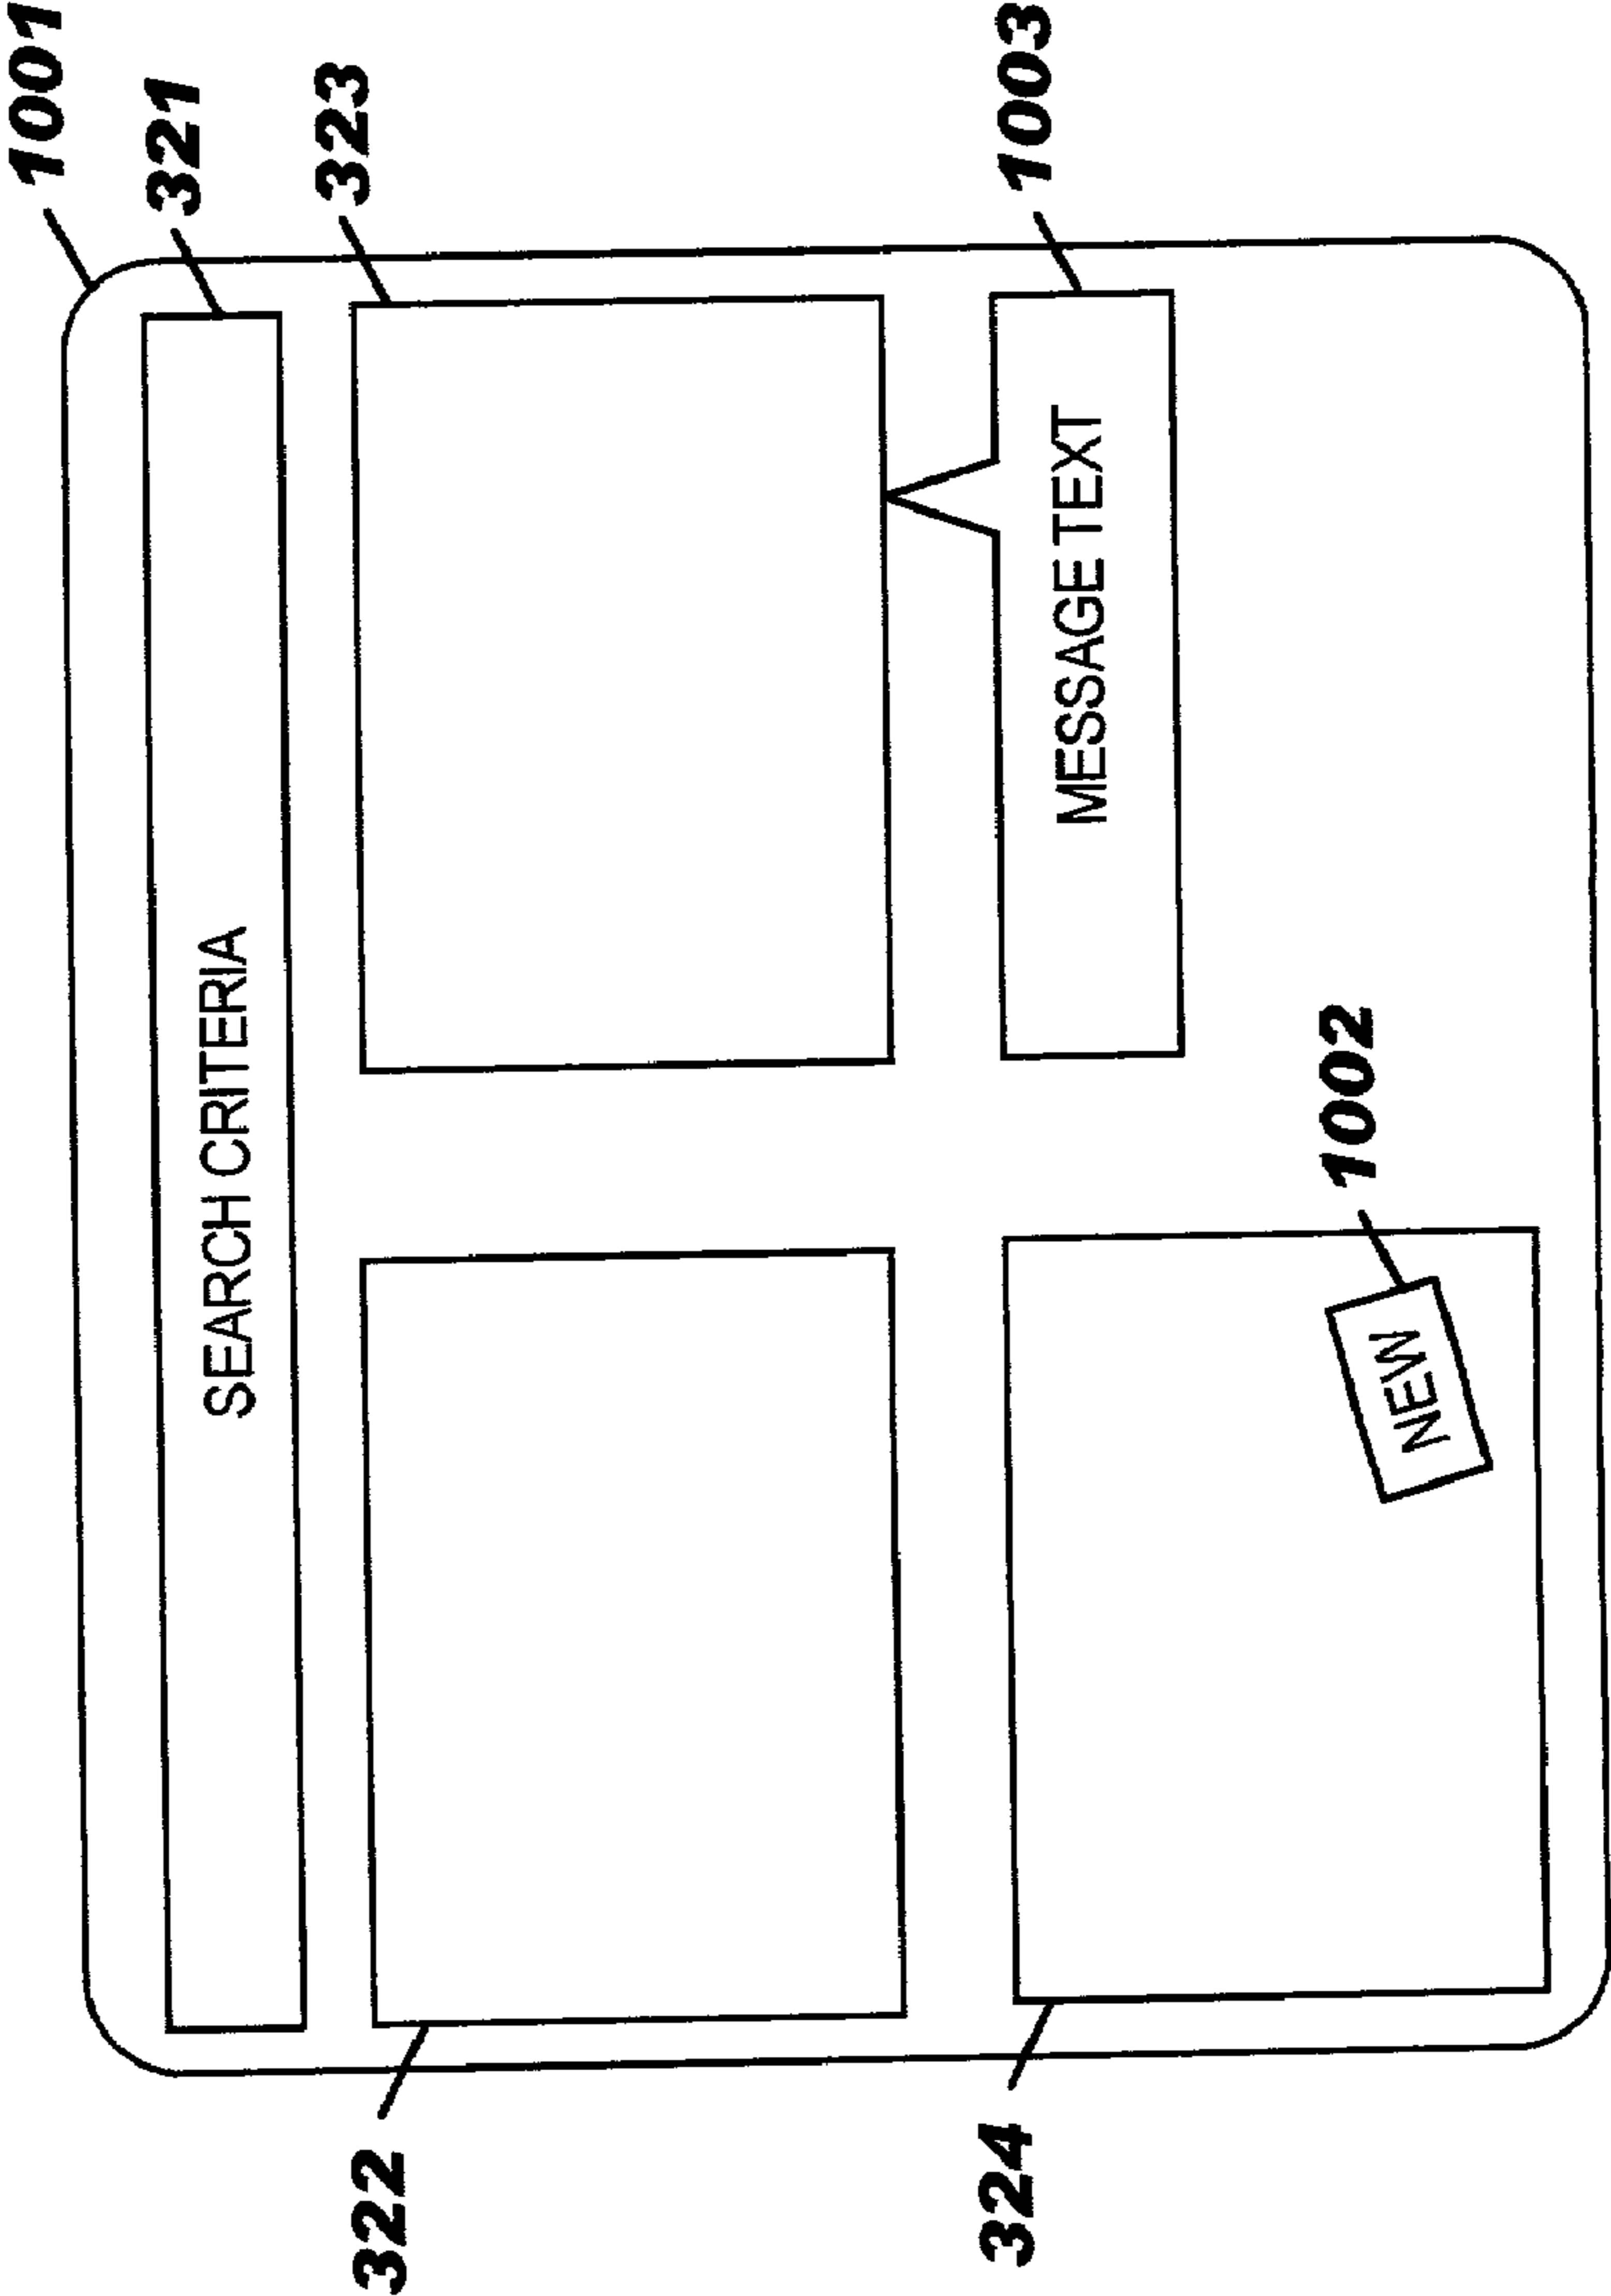 1001
321
SEARCH CRITERIA
322
323
324
1003
MESSAGE TEXT
1002
NEW